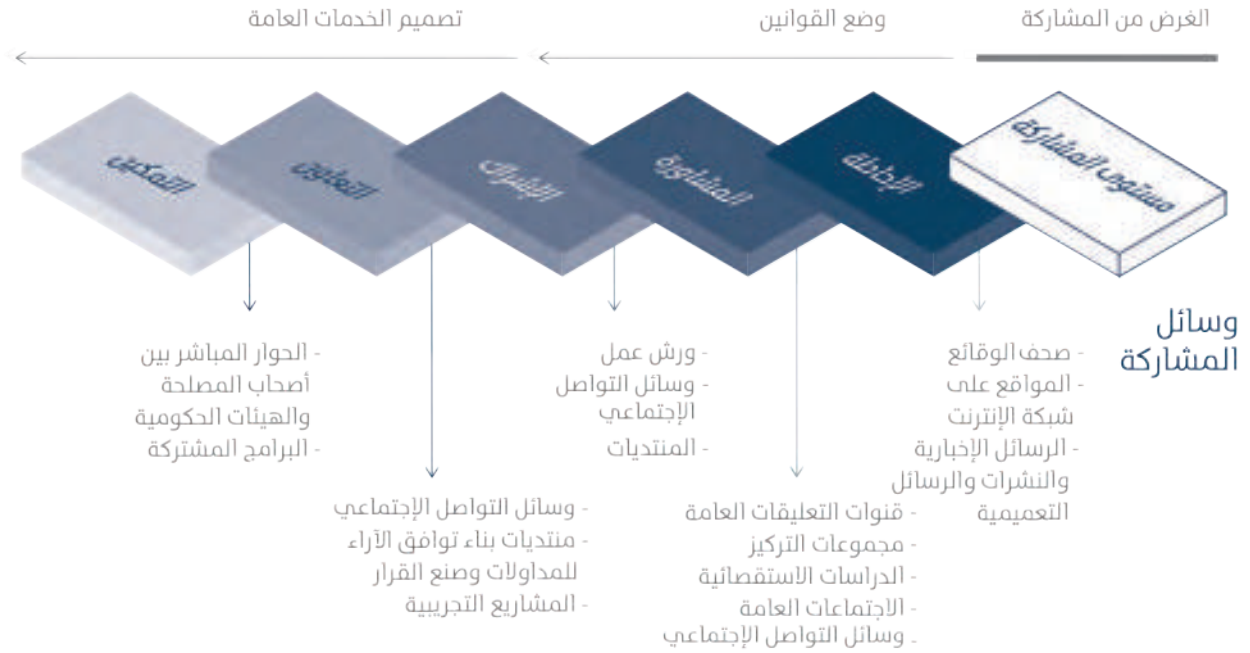 الغرض من المشاركة
وضع القوانين
تصميم الخدمات العامة
مستوى المشاركة
الإحاطة
المشاورة
الإشراك
التعاون
التمكين
وسائل
المشاركة
- صحف الوقائع
- المواقع على
شبكة الإنترنت
- الرسائل الإخبارية
والنشرات والرسائل
التعميمية
- قنوات التعليقات العامة
- مجموعات التركيز
- الدراسات الاستقصائية
- الاجتماعات العامة
- وسائل التواصل الإجتماعي
- ورش عمل
- وسائل التواصل
الإجتماعي
- المنتديات
- وسائل التواصل الإجتماعي
- منتديات بناء توافق الآراء
للمداولات وصنع القرار
- المشاريع التجريبية
- الحوار المباشر بين
أصحاب المصلحة
والهيئات الحكومية
- البرامج المشتركة